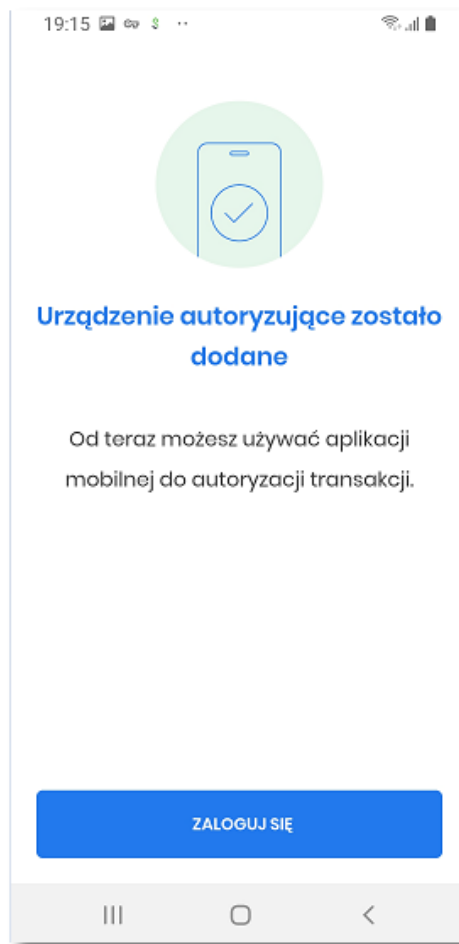 19:15
Urządzenie autoryzujące zostało
dodane
Od teraz możesz używać aplikacji
mobilnej do autoryzacji transakcji.
ZALOGUJ SIĘ